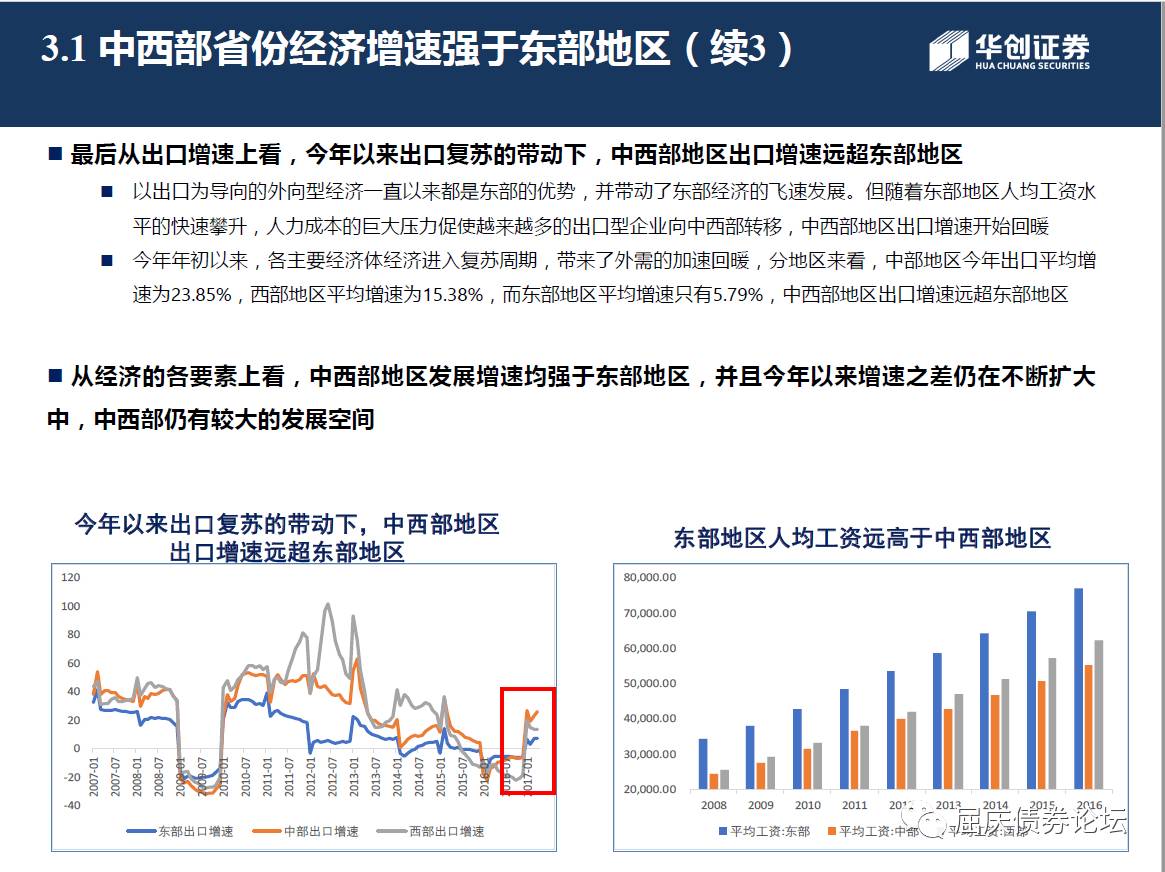 3.1 中西部省份经济增速强于东部地区（续3）
华创证券
HUA CHUANG SECURITIES
最后从出口增速上看，今年以来出口复苏的带动下，中西部地区出口增速远超东部地区
以出口为导向的外向型经济一直以来都是东部的优势，并带动了东部经济的飞速发展。但随着东部地区人均工资水
平的快速攀升，人力成本的巨大压力促使越来越多的出口型企业向中西部转移，中西部地区出口增速开始回暖
今年年初以来，各主要经济体经济进入复苏周期，带来了外需的加速回暖，分地区来看，中部地区今年出口平均增
速为23.85%，西部地区平均增速为15.38%，而东部地区平均增速只有5.79%，中西部地区出口增速远超东部地区
从经济的各要素上看，中西部地区发展增速均强于东部地区，并且今年以来增速之差仍在不断扩大
中，中西部仍有较大的发展空间
今年以来出口复苏的带动下，中西部地区
出口增速远超东部地区
120
100
80
60
40
20
0
-20
-40
2007-01
2007-07
2008-01
2008-07
2009-01
2009-07
2010-01
2010-07
2011-01
2011-07
2012-01
2012-07
2013-01
2013-07
2014-01
2014-07
2015-01
2015-07
2016-01
2016-07
2017-01
东部出口增速 中部出口增速 西部出口增速
东部地区人均工资远高于中西部地区
80,000.00
70,000.00
60,000.00
50,000.00
40,000.00
30,000.00
20,000.00
2008 2009 2010 2011 2012 2013 2014 2015 2016
平均工资:东部 平均工资:中部 平均工资:西部
屈庆债券论坛